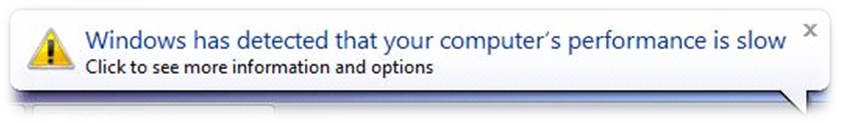 Windows has detected that your computer's performance is slow
Click to see more information and options